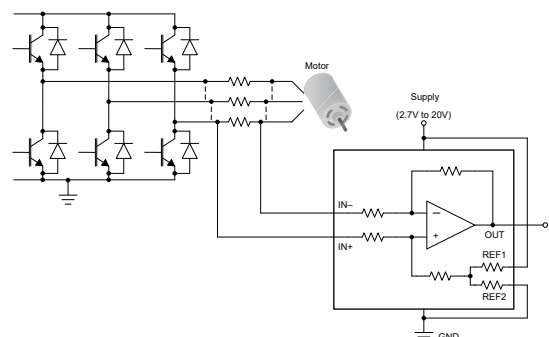 Motor
Supply
(2.7V to 20V)
IN–
IN+
–
+
OUT
REF1
REF2
GND